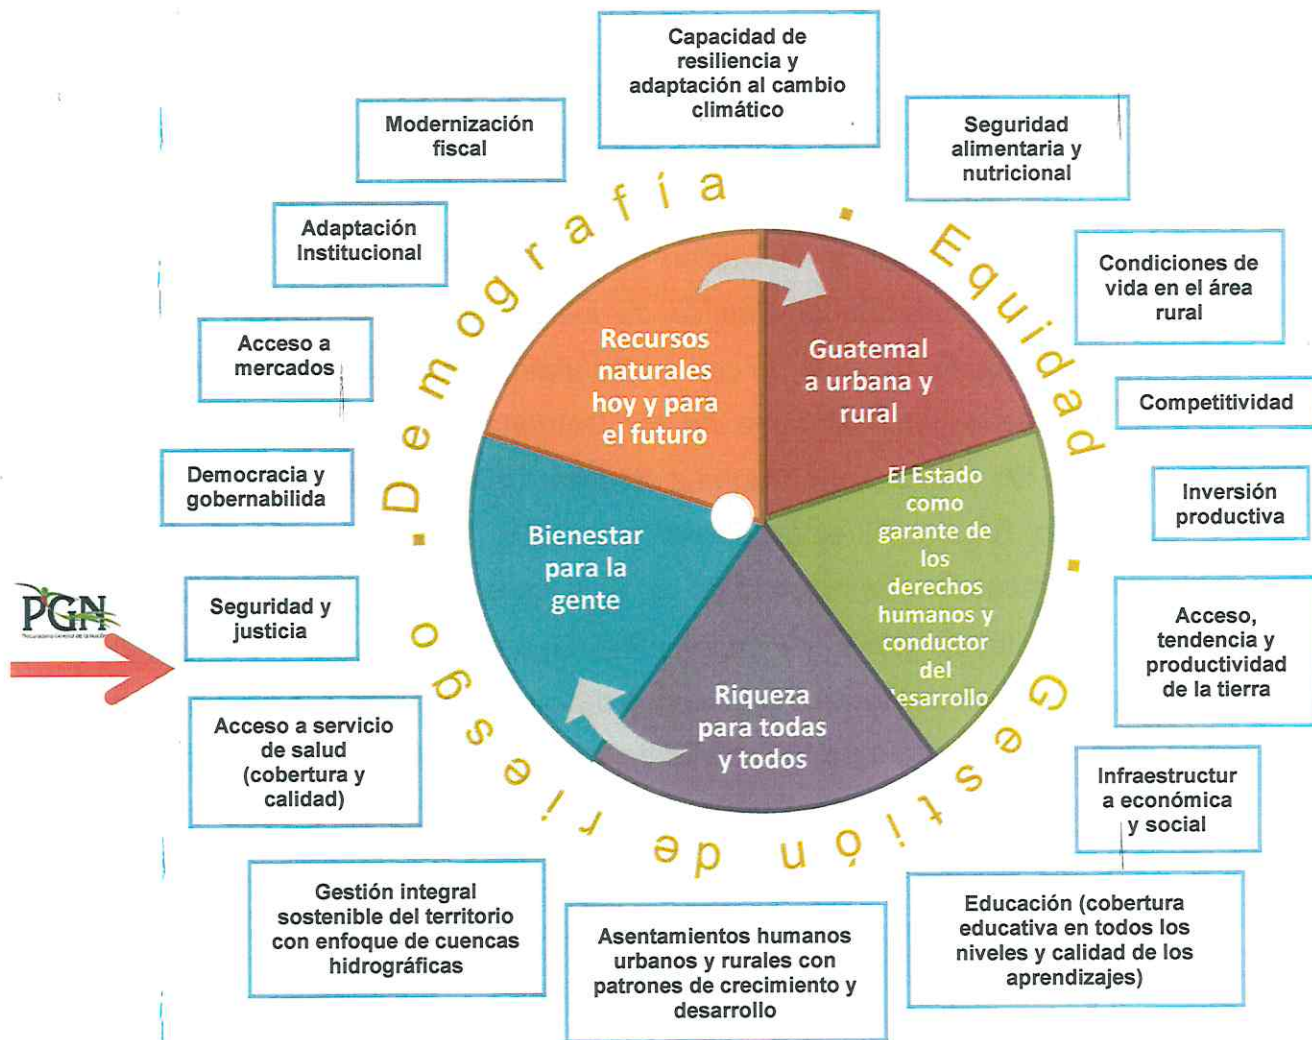 Capacidad de
resiliencia y
adaptación al cambio
climático
Modernización
fiscal
Seguridad
alimentaria y
nutricional
Adaptación
Institucional
Condiciones de
vida en el área
rural
Acceso a
mercados
Competitividad
Democracia y
gobernabilida
Inversión
productiva
PGN
Seguridad y
justicia
Acceso,
tendencia y
productividad
de la tierra
Acceso a servicio
de salud
(cobertura y
calidad)
Infraestructur
a económica
y social
Gestión integral
sostenible del territorio
con enfoque de cuencas
hidrográficas
Asentamientos humanos
urbanos y rurales con
patrones de crecimiento y
desarrollo
Educación (cobertura
educativa en todos los
niveles y calidad de los
aprendizajes)
Demografía
Equidad
Gestión de riesgo
Recursos
naturales
hoy y para
el futuro
Guatemal
a urbana y
rural
El Estado
como
garante de
los
derechos
humanos y
conductor
del
esarrollo
Riqueza
para todas
y todos
Bienestar
para la
gente